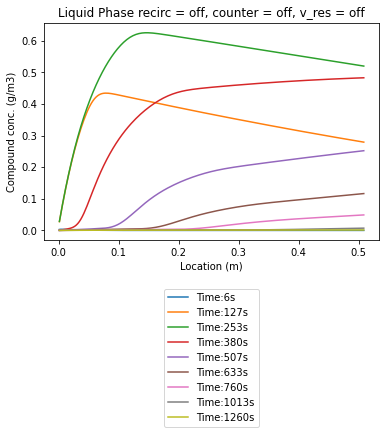 Liquid Phase recirc = off, counter = off, v_res = off
Compound conc. (g/m3)
0.6
0.5
0.4
0.3
0.2
0.1
0.0
0.0 0.1 0.2 0.3 0.4 0.5
Location (m)
Time:6s
Time:127s
Time:253s
Time:380s
Time:507s
Time:633s
Time:760s
Time:1013s
Time:1260s